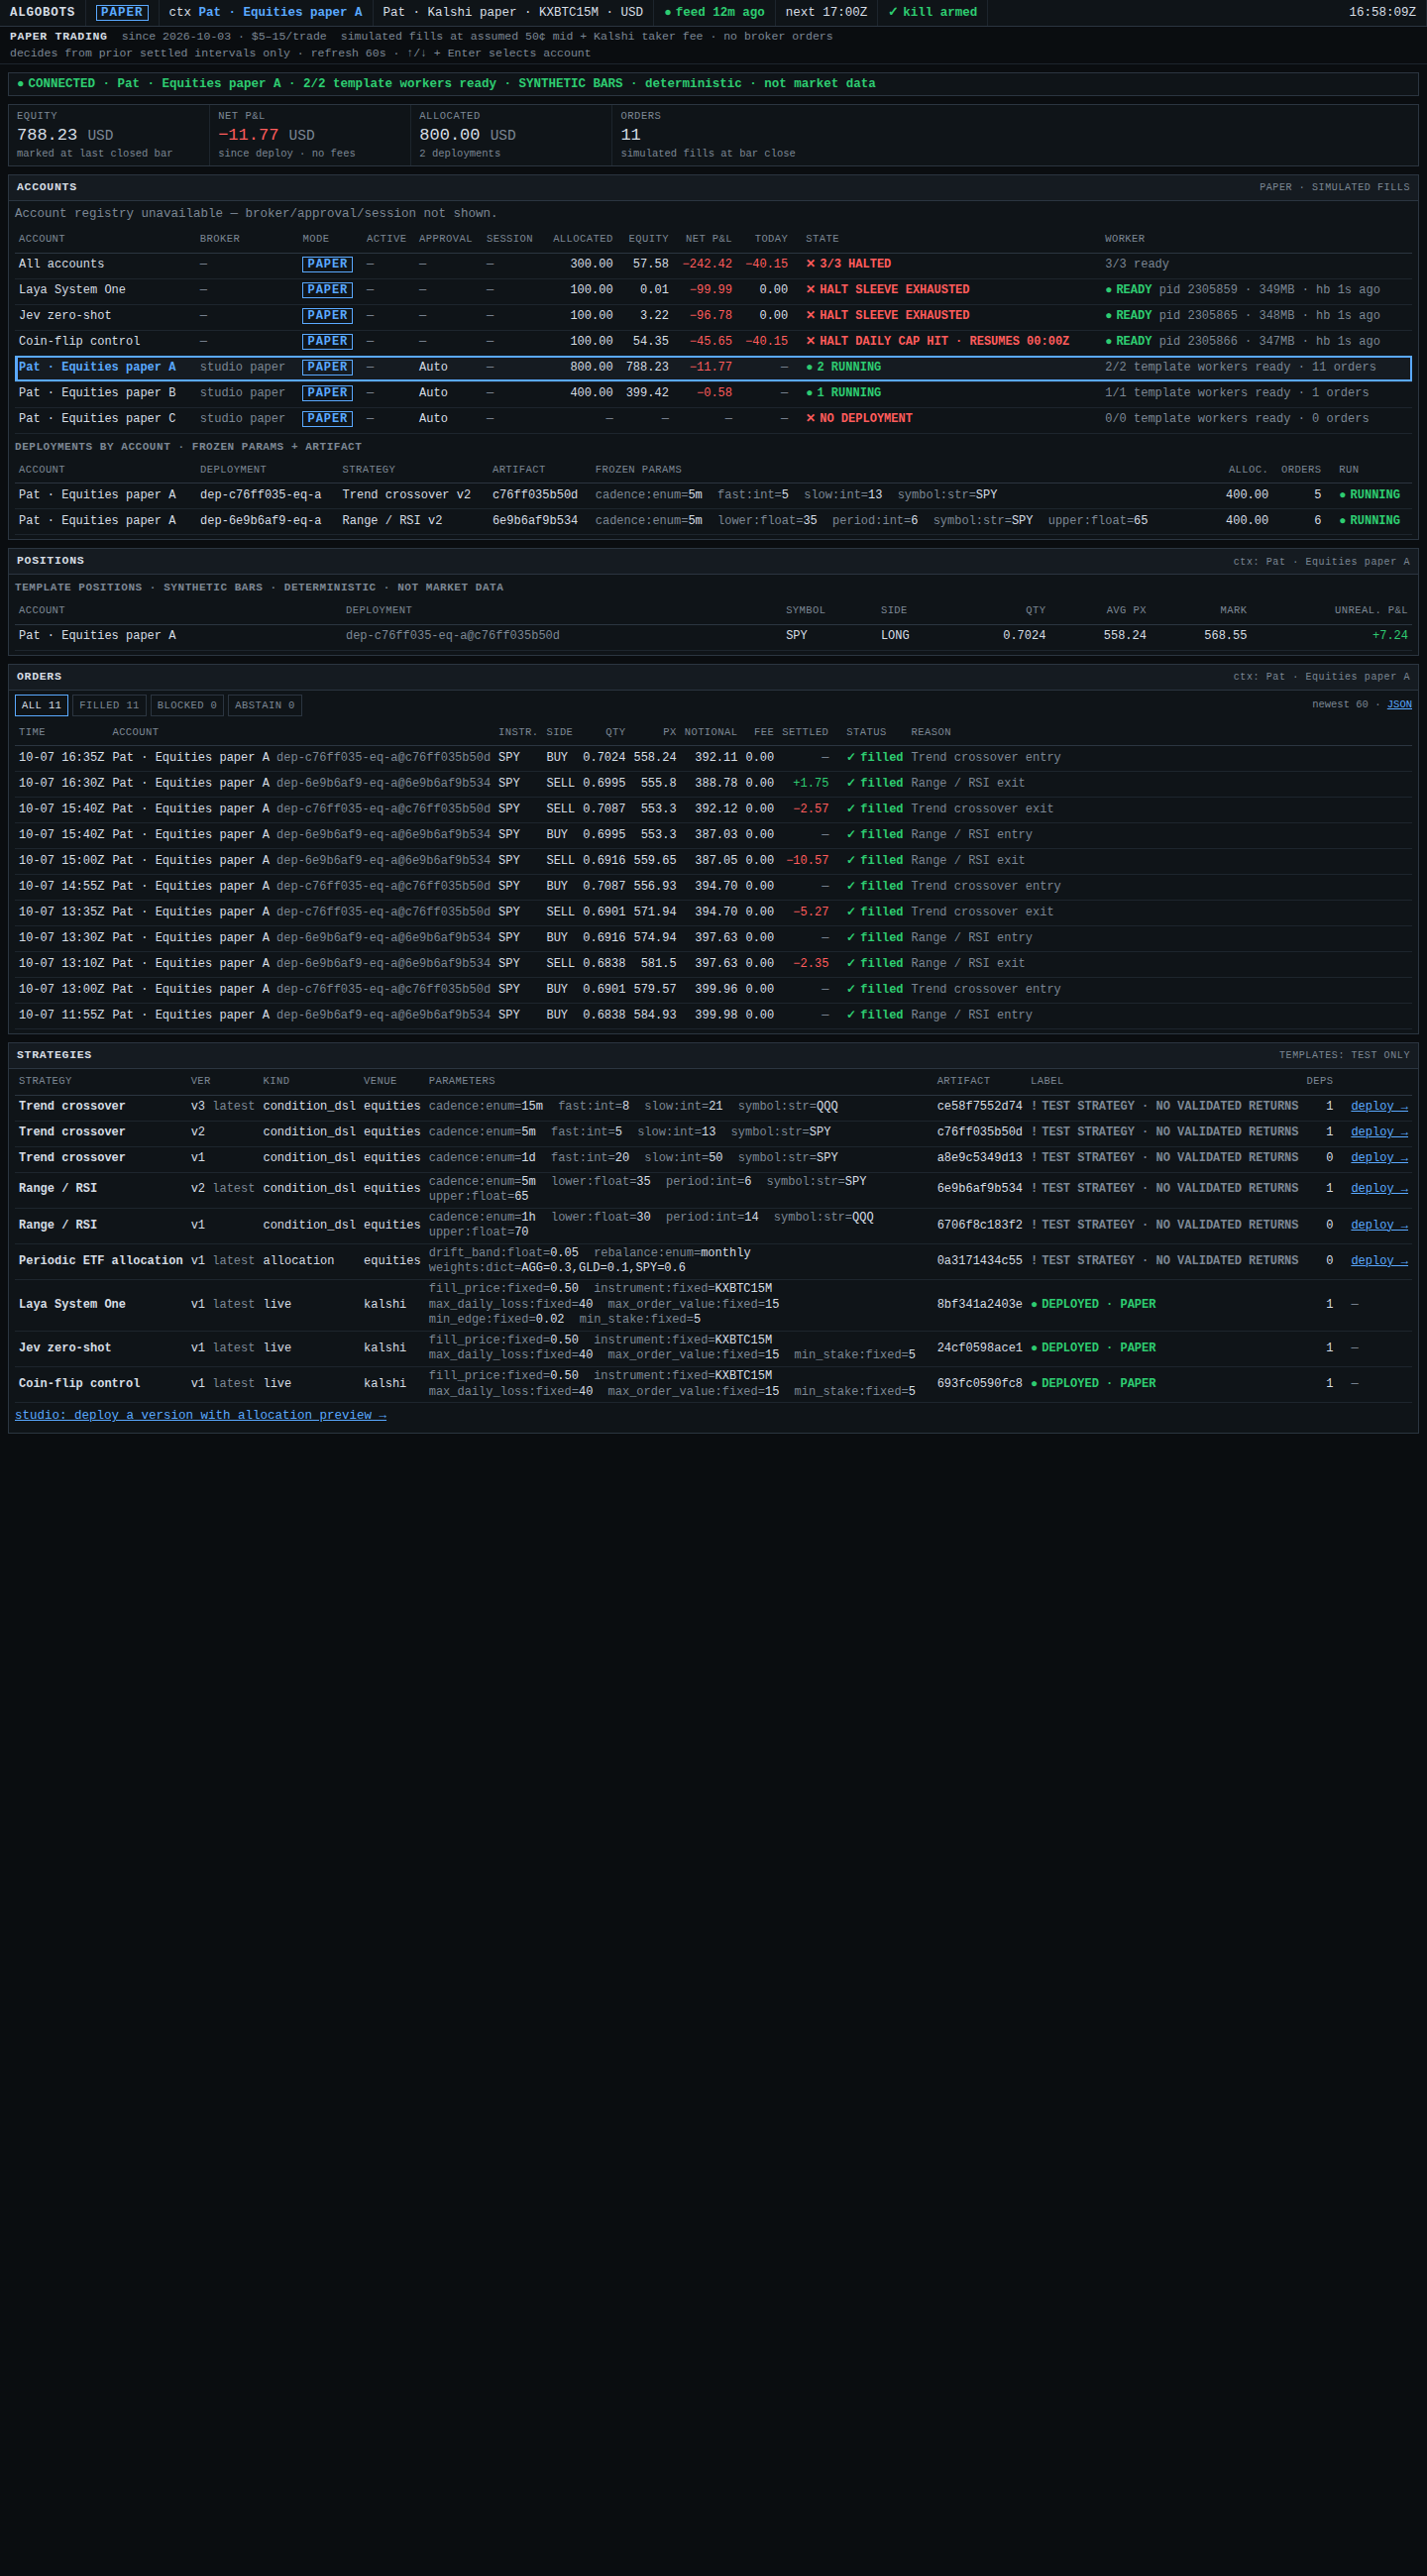 ALGOBOTS PAPER ctx Pat · Equities paper A Pat · Kalshi paper · KXBTC15M · USD ● feed 12m ago next 17:00Z ✓ kill armed 16:58:09Z
PAPER TRADING since 2026-10-03 · $5–15/trade simulated fills at assumed 50¢ mid + Kalshi taker fee · no broker orders
decides from prior settled intervals only · refresh 60s · ↑/↓ + Enter selects account
● CONNECTED · Pat · Equities paper A · 2/2 template workers ready · SYNTHETIC BARS · deterministic · not market data
EQUITY NET P&L ALLOCATED ORDERS
788.23 USD −11.77 USD 800.00 USD 11
marked at last closed bar since deploy · no fees 2 deployments simulated fills at bar close
ACCOUNTS PAPER · SIMULATED FILLS
Account registry unavailable — broker/approval/session not shown.
ACCOUNT BROKER MODE ACTIVE APPROVAL SESSION ALLOCATED EQUITY NET P&L TODAY STATE WORKER
All accounts — PAPER — — — 300.00 57.58 −242.42 −40.15 ✕ 3/3 HALTED 3/3 ready
Laya System One — PAPER — — — 100.00 0.01 −99.99 0.00 ✕ HALT SLEEVE EXHAUSTED ● READY pid 2305859 · 349MB · hb 1s ago
Jev zero-shot — PAPER — — — 100.00 3.22 −96.78 0.00 ✕ HALT SLEEVE EXHAUSTED ● READY pid 2305865 · 348MB · hb 1s ago
Coin-flip control — PAPER — — — 100.00 54.35 −45.65 −40.15 ✕ HALT DAILY CAP HIT · RESUMES 00:00Z ● READY pid 2305866 · 347MB · hb 1s ago
Pat · Equities paper A studio paper PAPER — Auto — 800.00 788.23 −11.77 — ● 2 RUNNING 2/2 template workers ready · 11 orders
Pat · Equities paper B studio paper PAPER — Auto — 400.00 399.42 −0.58 — ● 1 RUNNING 1/1 template workers ready · 1 orders
Pat · Equities paper C studio paper PAPER — Auto — — — — — ✕ NO DEPLOYMENT 0/0 template workers ready · 0 orders
DEPLOYMENTS BY ACCOUNT · FROZEN PARAMS + ARTIFACT
ACCOUNT DEPLOYMENT STRATEGY ARTIFACT FROZEN PARAMS ALLOC. ORDERS RUN
Pat · Equities paper A dep-c76ff035-eq-a Trend crossover v2 c76ff035b50d cadence:enum=5m fast:int=5 slow:int=13 symbol:str=SPY 400.00 5 ● RUNNING
Pat · Equities paper A dep-6e9b6af9-eq-a Range / RSI v2 6e9b6af9b534 cadence:enum=5m lower:float=35 period:int=6 symbol:str=SPY upper:float=65 400.00 6 ● RUNNING
POSITIONS ctx: Pat · Equities paper A
TEMPLATE POSITIONS · SYNTHETIC BARS · DETERMINISTIC · NOT MARKET DATA
ACCOUNT DEPLOYMENT SYMBOL SIDE QTY AVG PX MARK UNREAL. P&L
Pat · Equities paper A dep-c76ff035-eq-a@c76ff035b50d SPY LONG 0.7024 558.24 568.55 +7.24
ORDERS ctx: Pat · Equities paper A
ALL 11 FILLED 11 BLOCKED 0 ABSTAIN 0 newest 60 · JSON
TIME ACCOUNT INSTR. SIDE QTY PX NOTIONAL FEE SETTLED STATUS REASON
10-07 16:35Z Pat · Equities paper A dep-c76ff035-eq-a@c76ff035b50d SPY BUY 0.7024 558.24 392.11 0.00 — ✓ filled Trend crossover entry
10-07 16:30Z Pat · Equities paper A dep-6e9b6af9-eq-a@6e9b6af9b534 SPY SELL 0.6995 555.8 388.78 0.00 +1.75 ✓ filled Range / RSI exit
10-07 15:40Z Pat · Equities paper A dep-c76ff035-eq-a@c76ff035b50d SPY SELL 0.7087 553.3 392.12 0.00 −2.57 ✓ filled Trend crossover exit
10-07 15:40Z Pat · Equities paper A dep-6e9b6af9-eq-a@6e9b6af9b534 SPY BUY 0.6995 553.3 387.03 0.00 — ✓ filled Range / RSI entry
10-07 15:00Z Pat · Equities paper A dep-6e9b6af9-eq-a@6e9b6af9b534 SPY SELL 0.6916 559.65 387.05 0.00 −10.57 ✓ filled Range / RSI exit
10-07 14:55Z Pat · Equities paper A dep-c76ff035-eq-a@c76ff035b50d SPY BUY 0.7087 556.93 394.70 0.00 — ✓ filled Trend crossover entry
10-07 13:35Z Pat · Equities paper A dep-c76ff035-eq-a@c76ff035b50d SPY SELL 0.6901 571.94 394.70 0.00 −5.27 ✓ filled Trend crossover exit
10-07 13:30Z Pat · Equities paper A dep-6e9b6af9-eq-a@6e9b6af9b534 SPY BUY 0.6916 574.94 397.63 0.00 — ✓ filled Range / RSI entry
10-07 13:10Z Pat · Equities paper A dep-6e9b6af9-eq-a@6e9b6af9b534 SPY SELL 0.6838 581.5 397.63 0.00 −2.35 ✓ filled Range / RSI exit
10-07 13:00Z Pat · Equities paper A dep-c76ff035-eq-a@c76ff035b50d SPY BUY 0.6901 579.57 399.96 0.00 — ✓ filled Trend crossover entry
10-07 11:55Z Pat · Equities paper A dep-6e9b6af9-eq-a@6e9b6af9b534 SPY BUY 0.6838 584.93 399.98 0.00 — ✓ filled Range / RSI entry
STRATEGIES TEMPLATES: TEST ONLY
STRATEGY VER KIND VENUE PARAMETERS ARTIFACT LABEL DEPS
Trend crossover v3 latest condition_dsl equities cadence:enum=15m fast:int=8 slow:int=21 symbol:str=QQQ ce58f7552d74 ! TEST STRATEGY · NO VALIDATED RETURNS 1 deploy →
Trend crossover v2 condition_dsl equities cadence:enum=5m fast:int=5 slow:int=13 symbol:str=SPY c76ff035b50d ! TEST STRATEGY · NO VALIDATED RETURNS 1 deploy →
Trend crossover v1 condition_dsl equities cadence:enum=1d fast:int=20 slow:int=50 symbol:str=SPY a8e9c5349d13 ! TEST STRATEGY · NO VALIDATED RETURNS 0 deploy →
Range / RSI v2 latest condition_dsl equities cadence:enum=5m lower:float=35 period:int=6 symbol:str=SPY
upper:float=65 6e9b6af9b534 ! TEST STRATEGY · NO VALIDATED RETURNS 1 deploy →
Range / RSI v1 condition_dsl equities cadence:enum=1h lower:float=30 period:int=14 symbol:str=QQQ
upper:float=70 6706f8c183f2 ! TEST STRATEGY · NO VALIDATED RETURNS 0 deploy →
Periodic ETF allocation v1 latest allocation equities drift_band:float=0.05 rebalance:enum=monthly
weights:dict=AGG=0.3,GLD=0.1,SPY=0.6 0a3171434c55 ! TEST STRATEGY · NO VALIDATED RETURNS 0 deploy →
Laya System One v1 latest live kalshi fill_price:fixed=0.50 instrument:fixed=KXBTC15M
max_daily_loss:fixed=40 max_order_value:fixed=15
min_edge:fixed=0.02 min_stake:fixed=5 8bf341a2403e ● DEPLOYED · PAPER 1 —
Jev zero-shot v1 latest live kalshi fill_price:fixed=0.50 instrument:fixed=KXBTC15M
max_daily_loss:fixed=40 max_order_value:fixed=15 min_stake:fixed=5 24cf0598ace1 ● DEPLOYED · PAPER 1 —
Coin-flip control v1 latest live kalshi fill_price:fixed=0.50 instrument:fixed=KXBTC15M
max_daily_loss:fixed=40 max_order_value:fixed=15 min_stake:fixed=5 693fc0590fc8 ● DEPLOYED · PAPER 1 —
studio: deploy a version with allocation preview →